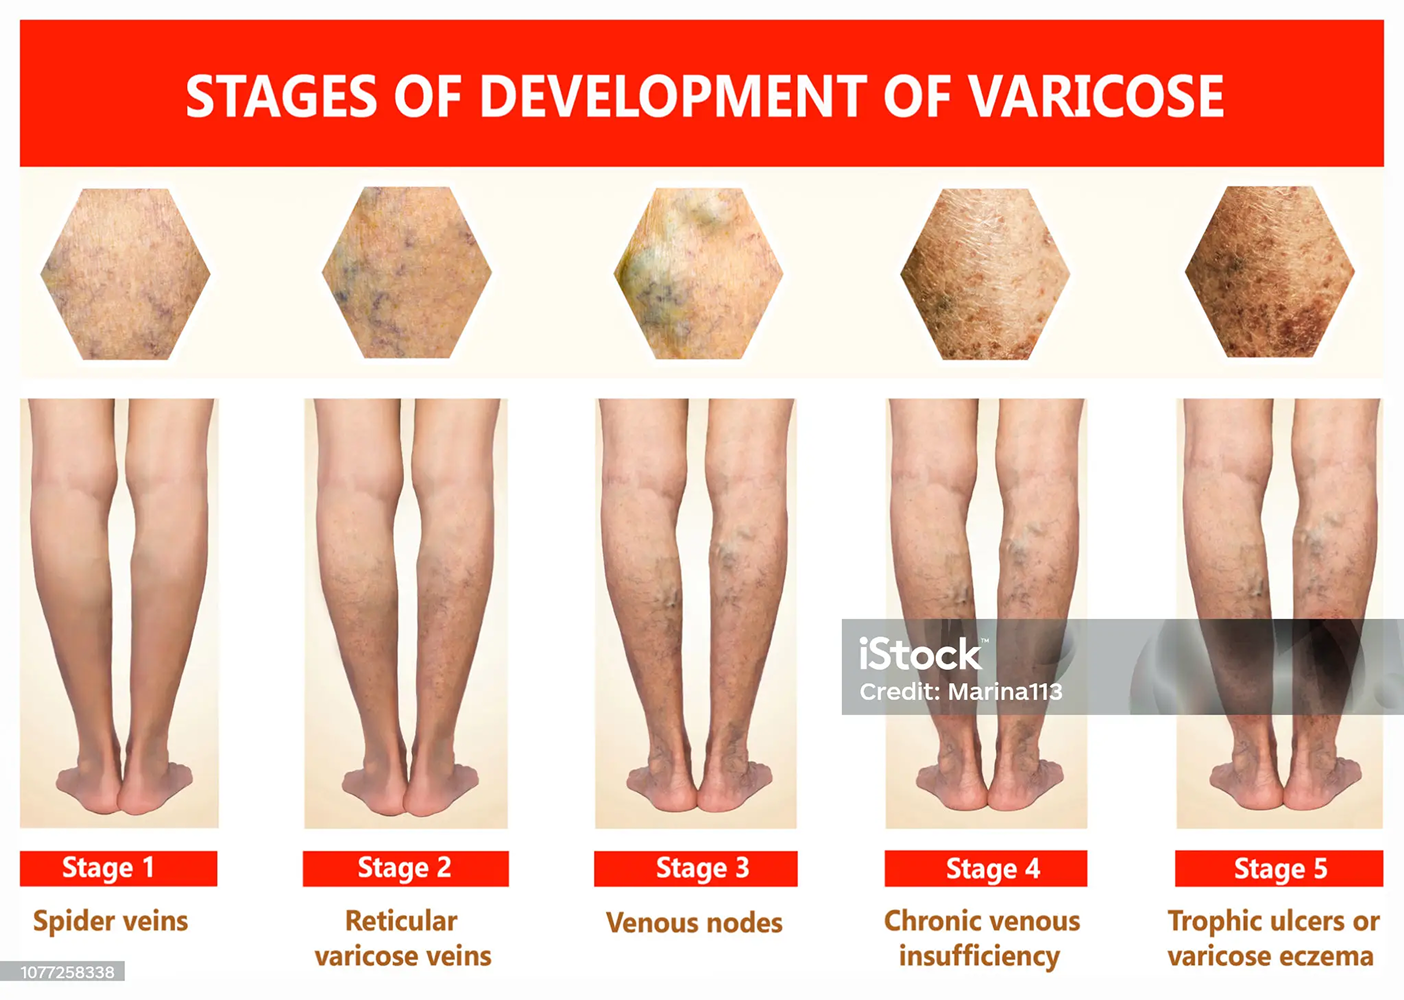 STAGES OF DEVELOPMENT OF VARICOSE
iStock™
Credit: Marina113
Stage 1
Stage 2
Stage 3
Stage 4
Stage 5
Spider veins
Reticular
varicose veins
Venous nodes
Chronic venous
insufficiency
Trophic ulcers or
varicose eczema
1077258338